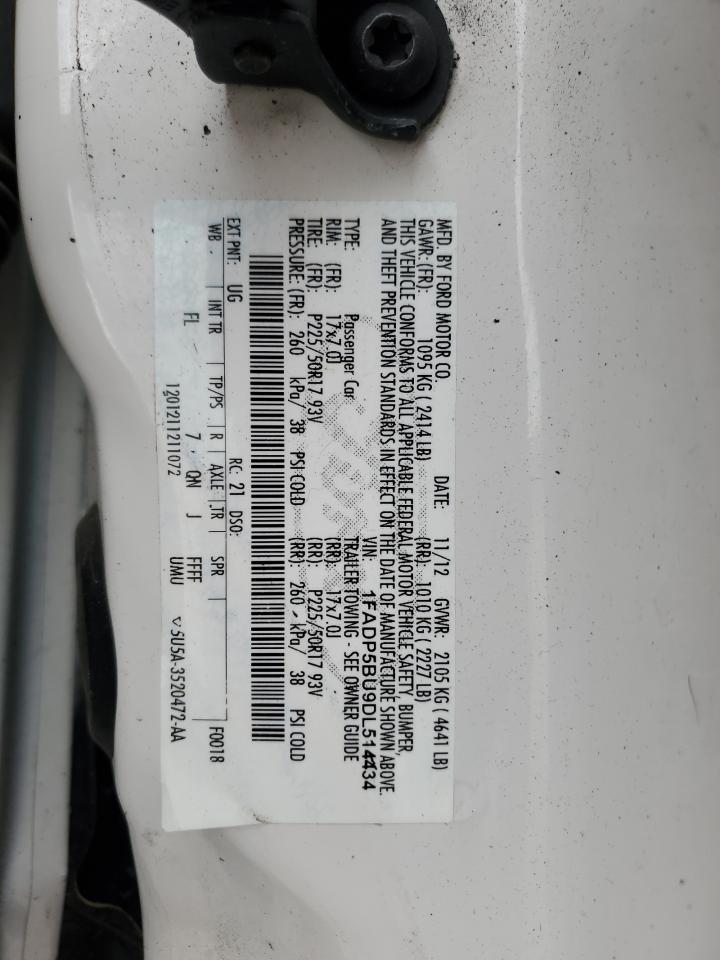 MFD. BY FORD MOTOR CO.
DATE: 11/12 GVWR: 2105 KG ( 4641 LB)
GAWR: (FR): 1095 KG ( 2414 LB) (RR): 1010 KG ( 2227 LB)
THIS VEHICLE CONFORMS TO ALL APPLICABLE FEDERAL MOTOR VEHICLE SAFETY, BUMPER,
AND THEFT PREVENTION STANDARDS IN EFFECT ON THE DATE OF MANUFACTURE SHOWN ABOVE.
VIN: 1FADP5BU9DL514434
TYPE: Passenger Car TRAILER TOWING - SEE OWNER GUIDE
RIM: (FR): 17x7.0J (RR): 17x7.0J
TIRE: (FR): P225/50R17 93V (RR): P225/50R17 93V
PRESSURE: (FR): 260 kPa/ 38 PSI COLD (RR): 260 - kPa/ 38 PSI COLD
EXT PNT: UG RC: 21 DSO: F0018
WB INT TR TP/PS R AXLE TR SPR
FL 7 QN J FFFF
1201211211072 UMU
5U5A-3520472-AA